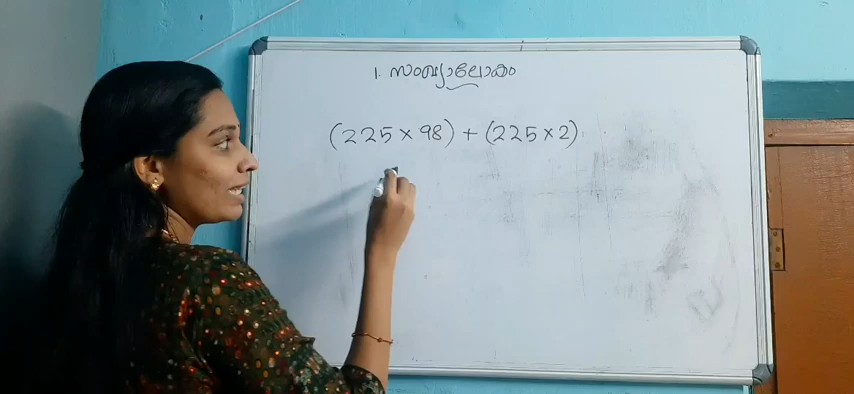 1. സംഖ്യാലോകം
(225 × 98) + (225 × 2)